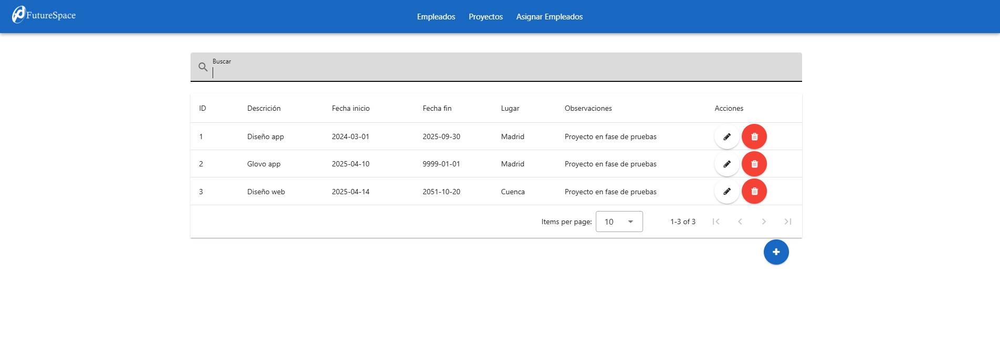 FutureSpace
Empleados Proyectos Asignar Empleados
Buscar
ID Descrición Fecha inicio Fecha fin Lugar Observaciones Acciones
1 Diseño app 2024-03-01 2025-09-30 Madrid Proyecto en fase de pruebas
2 Glovo app 2025-04-10 9999-01-01 Madrid Proyecto en fase de pruebas
3 Diseño web 2025-04-14 2051-10-20 Cuenca Proyecto en fase de pruebas
Items per page: 10 1-3 of 3